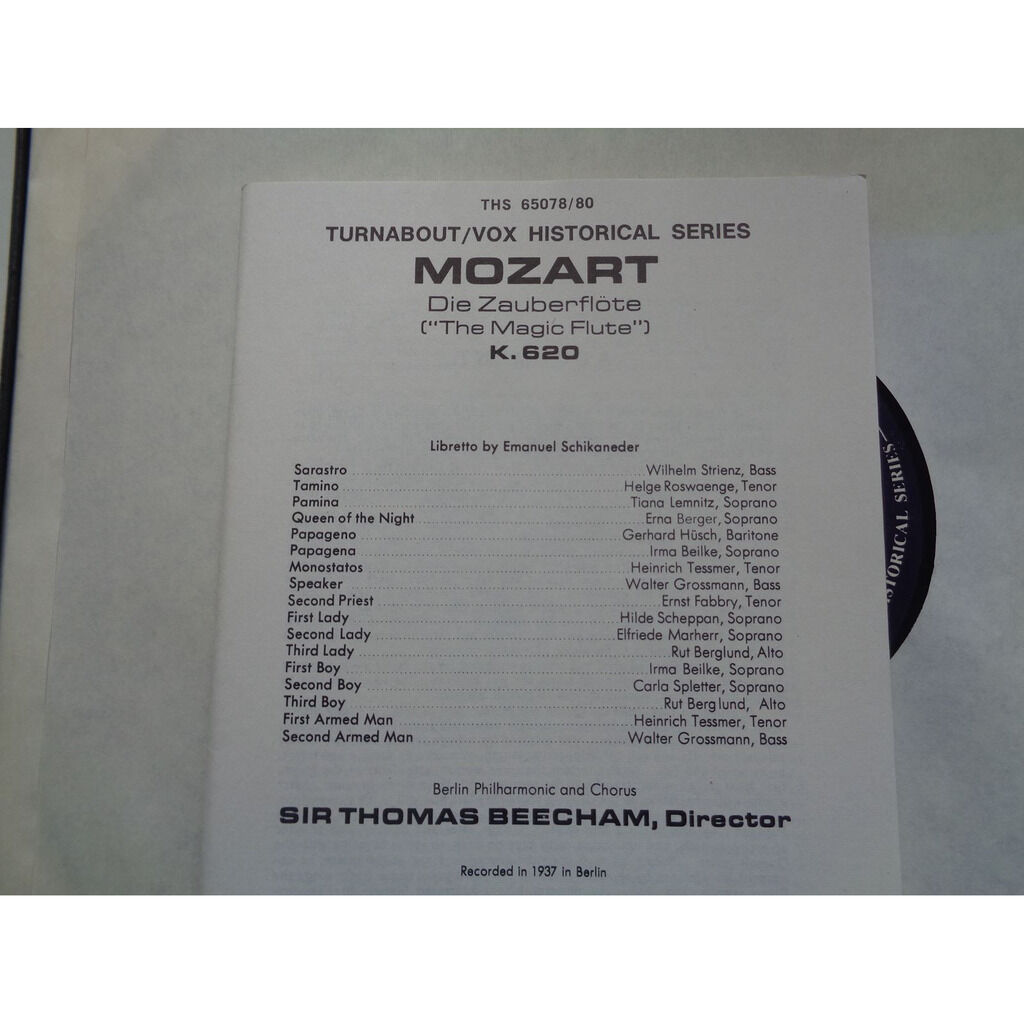 THS 65078/80
TURNABOUT/VOX HISTORICAL SERIES
MOZART
Die Zauberflöte
("The Magic Flute")
K. 620
Libretto by Emanuel Schikaneder
Sarastro Wilhelm Strienz, Bass
Tamino Helge Roswaenge, Tenor
Pamina Tiana Lemnitz, Soprano
Queen of the Night Erna Berger, Soprano
Papageno Gerhard Hüsch, Baritone
Papagena Irma Beilke, Soprano
Monostatos Heinrich Tessmer, Tenor
Speaker Walter Grossmann, Bass
Second Priest Ernst Fabbry, Tenor
First Lady Hilde Scheppan, Soprano
Second Lady Elfriede Marherr, Soprano
Third Lady Rut Berglund, Alto
First Boy Irma Beilke, Soprano
Second Boy Carla Spletter, Soprano
Third Boy Rut Berglund, Alto
First Armed Man Heinrich Tessmer, Tenor
Second Armed Man Walter Grossmann, Bass
Berlin Philharmonic and Chorus
SIR THOMAS BEECHAM, Director
Recorded in 1937 in Berlin
STORICAL SERIES